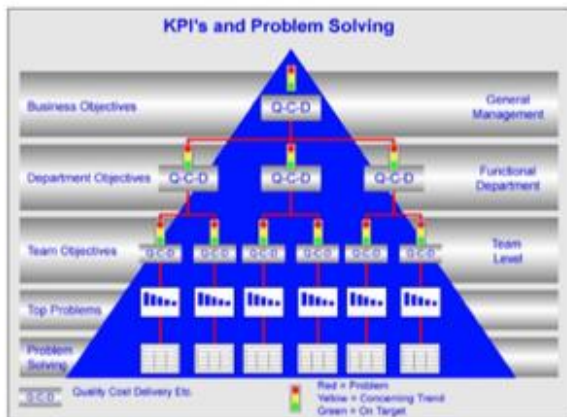 KPI's and Problem Solving
Business Objectives
Q-C-D
General
Management
Department Objectives
Q-C-D
Q-C-D
Q-C-D
Functional
Department
Team Objectives
Q-C-D
Q-C-D
Q-C-D
Q-C-D
Q-C-D
Q-C-D
Team
Level
Top Problems
Problem
Solving
Q-C-D
Quality Cost Delivery Etc.
Red = Problem
Yellow = Concerning Trend
Green = On Target